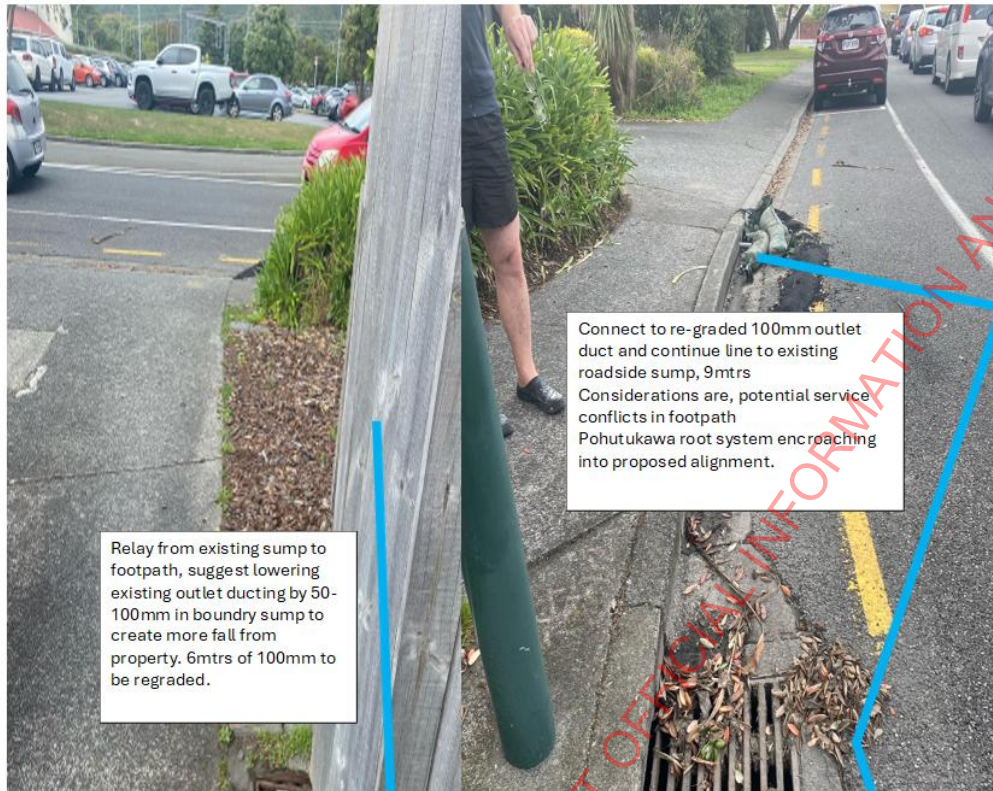 Relay from existing sump to
footpath, suggest lowering
existing outlet ducting by 50-
100mm in boundry sump to
create more fall from
property. 6mtrs of 100mm to
be regraded.
Connect to re-graded 100mm outlet
duct and continue line to existing
roadside sump, 9mtrs
Considerations are, potential service
conflicts in footpath
Pohutukawa root system encroaching
into proposed alignment.
OFFICIAL INFORMATION